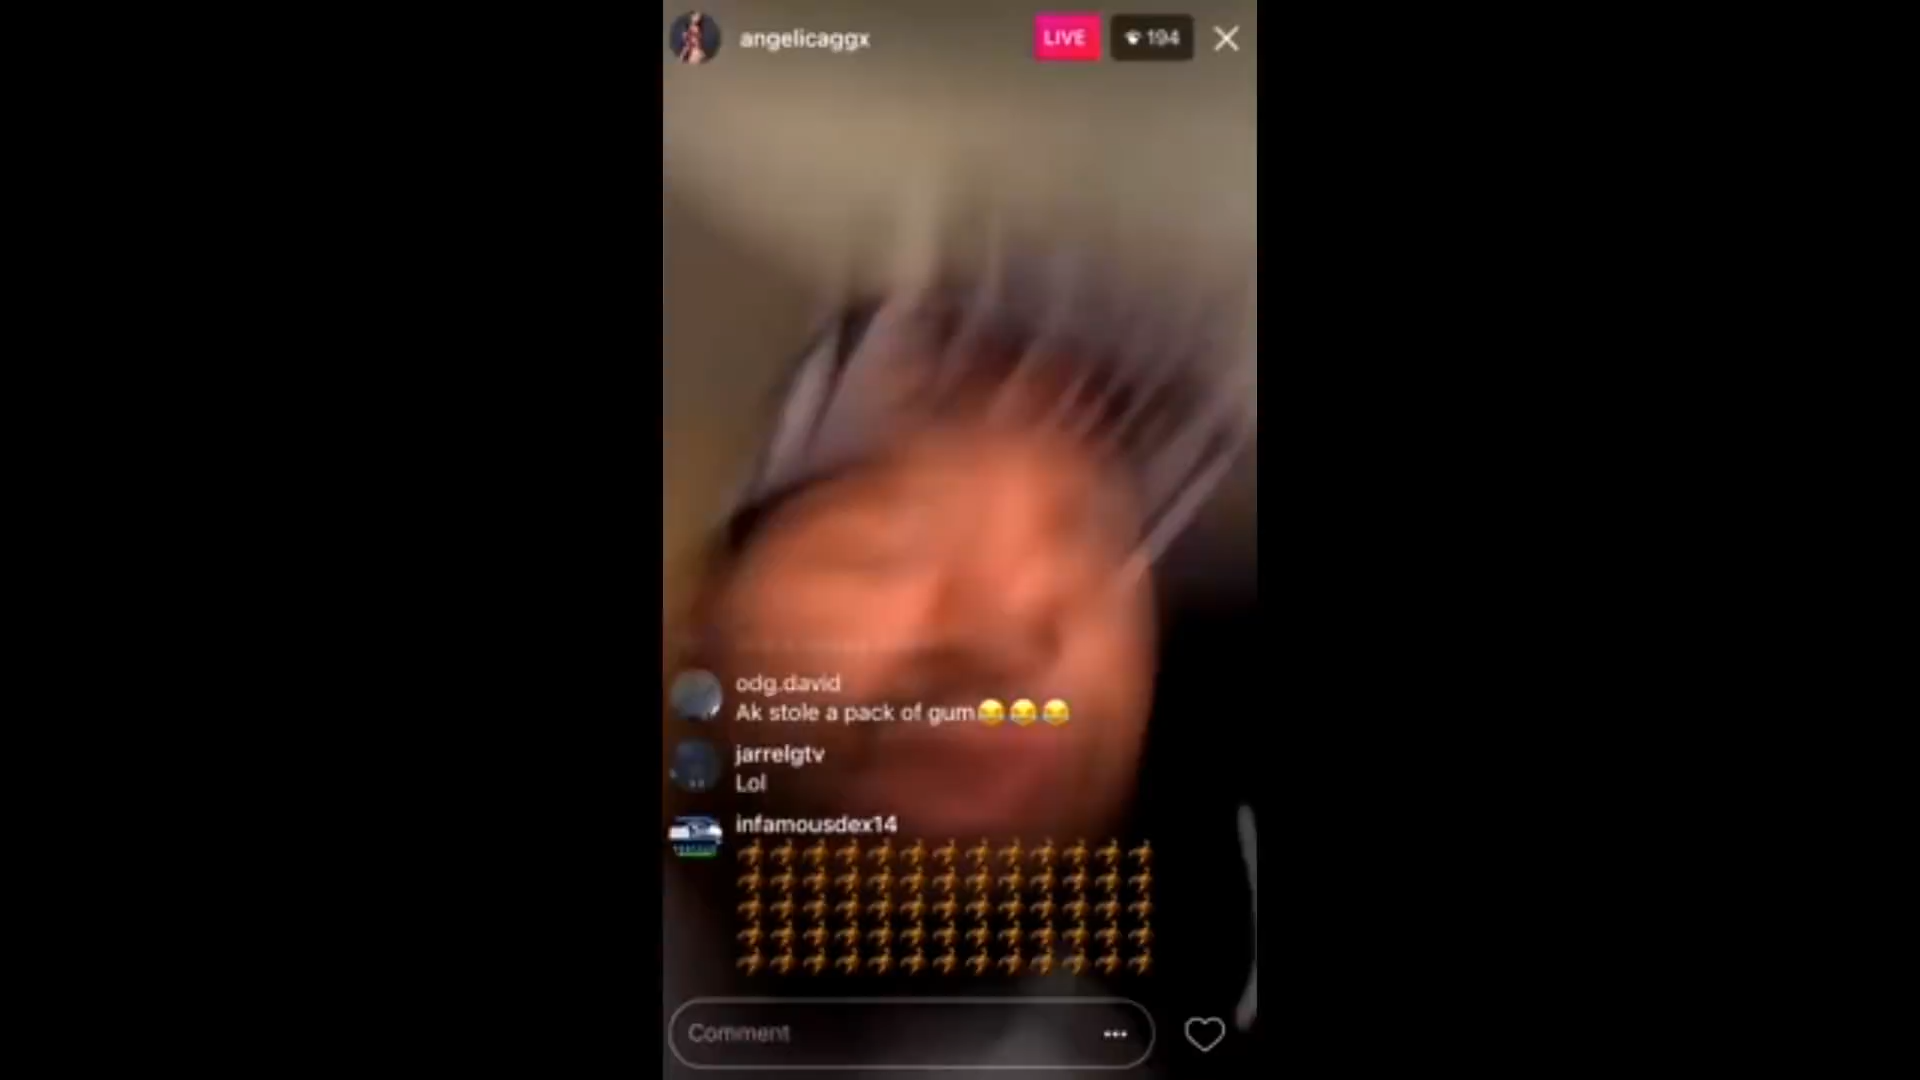 angelicaggx
LIVE
194
odg.david
Ak stole a pack of gum😂😂😂
jarrelgtv
Lol
infamousdex14
🦂🦂🦂🦂🦂🦂🦂🦂🦂🦂🦂🦂🦂
🦂🦂🦂🦂🦂🦂🦂🦂🦂🦂🦂🦂🦂
🦂🦂🦂🦂🦂🦂🦂🦂🦂🦂🦂🦂🦂
🦂🦂🦂🦂🦂🦂🦂🦂🦂🦂🦂🦂🦂
🦂🦂🦂🦂🦂🦂🦂🦂🦂🦂🦂🦂🦂
Comment